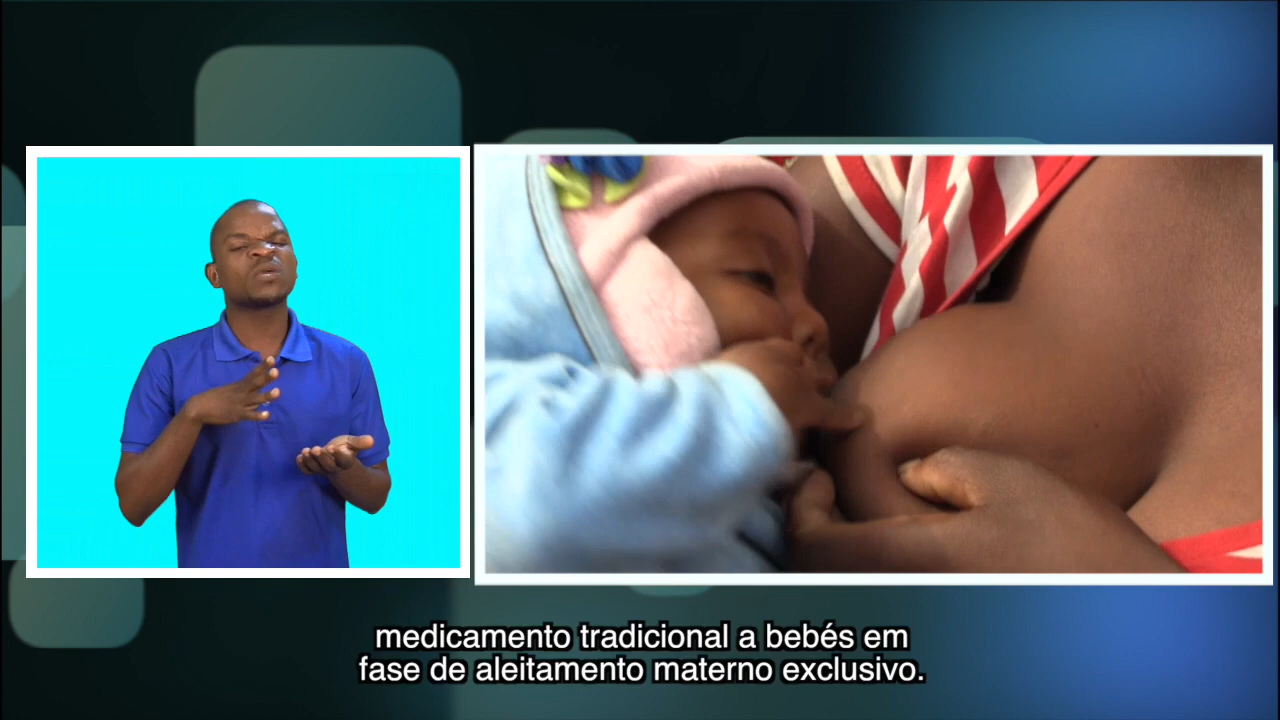 medicamento tradicional a bebés em
fase de aleitamento materno exclusivo.